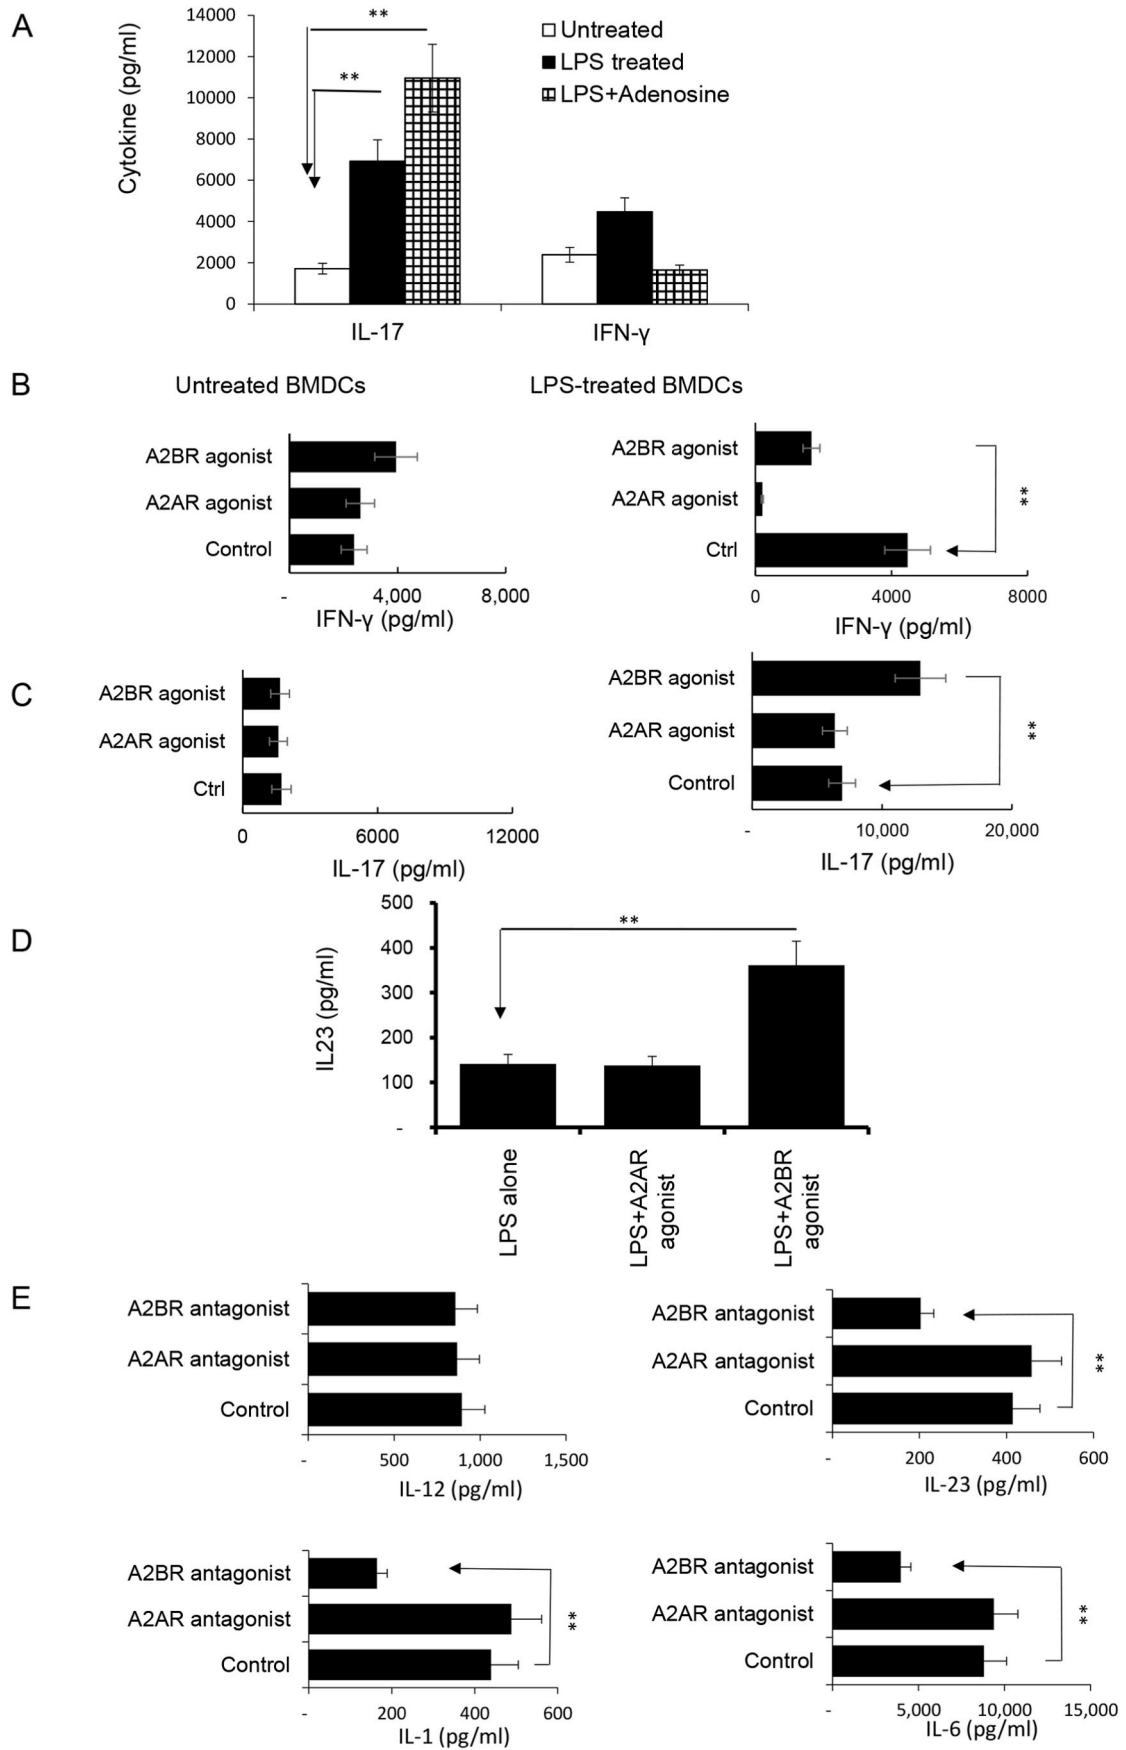 A
Cytokine (pg/ml)
14000
12000
10000
8000
6000
4000
2000
0
**
**
Untreated
LPS treated
LPS+Adenosine
IL-17
IFN-γ
B
Untreated BMDCs
LPS-treated BMDCs
A2BR agonist
A2AR agonist
Control
- 4,000 8,000
IFN-γ (pg/ml)
A2BR agonist
A2AR agonist
Ctrl
**
0 4000 8000
IFN-γ (pg/ml)
C
A2BR agonist
A2AR agonist
Ctrl
0 6000 12000
IL-17 (pg/ml)
A2BR agonist
A2AR agonist
Control
**
- 10,000 20,000
IL-17 (pg/ml)
D
IL23 (pg/ml)
500
400
300
200
100
-
**
LPS alone
LPS+A2AR
agonist
LPS+A2BR
agonist
E
A2BR antagonist
A2AR antagonist
Control
- 500 1,000 1,500
IL-12 (pg/ml)
A2BR antagonist
A2AR antagonist
Control
**
- 200 400 600
IL-23 (pg/ml)
A2BR antagonist
A2AR antagonist
Control
**
- 200 400 600
IL-1 (pg/ml)
A2BR antagonist
A2AR antagonist
Control
**
- 5,000 10,000 15,000
IL-6 (pg/ml)